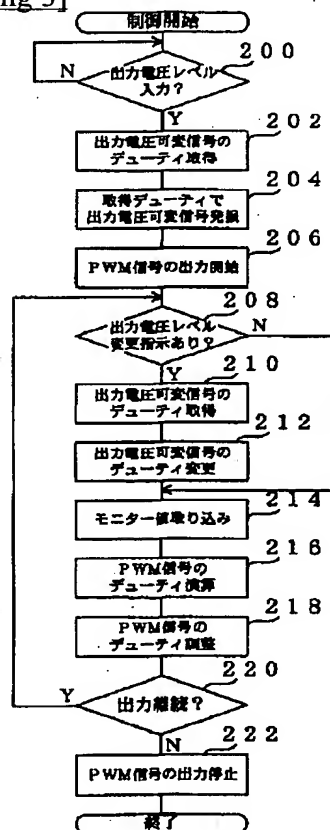 ng 5]
制御開始
200
出力電圧レベル
入力?
N
Y
202
出力電圧可変信号の
デューティ取得
204
取得デューティで
出力電圧可変信号発振
206
PWM信号の出力開始
208
出力電圧レベル
変更指示あり?
N
Y
210
出力電圧可変信号の
デューティ取得
212
出力電圧可変信号の
デューティ変更
214
モニター値取り込み
216
PWM信号の
デューティ演算
218
PWM信号の
デューティ調整
220
出力継続?
Y
N
222
PWM信号の出力停止
終了